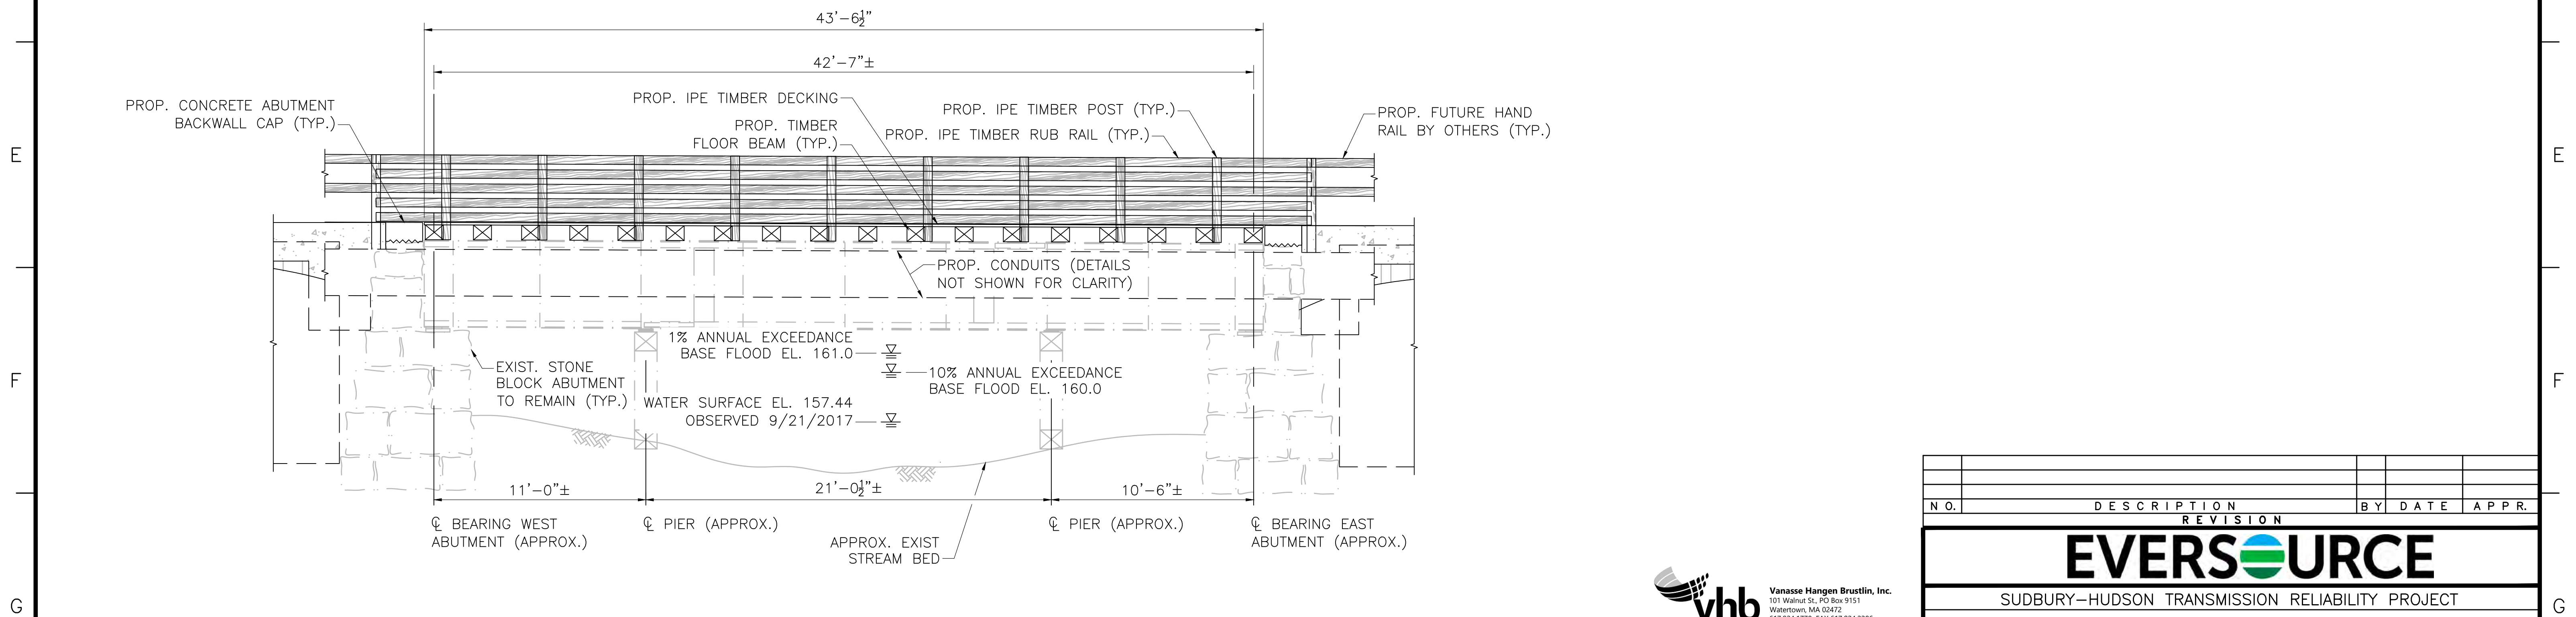 43'-6½"
42'-7"±
PROP. CONCRETE ABUTMENT
BACKWALL CAP (TYP.)
PROP. IPE TIMBER DECKING
PROP. TIMBER
FLOOR BEAM (TYP.)
PROP. IPE TIMBER POST (TYP.)
PROP. IPE TIMBER RUB RAIL (TYP.)
PROP. FUTURE HAND
RAIL BY OTHERS (TYP.)
E
E
PROP. CONDUITS (DETAILS
NOT SHOWN FOR CLARITY)
1% ANNUAL EXCEEDANCE
BASE FLOOD EL. 161.0
10% ANNUAL EXCEEDANCE
BASE FLOOD EL. 160.0
EXIST. STONE
BLOCK ABUTMENT
TO REMAIN (TYP.)
WATER SURFACE EL. 157.44
OBSERVED 9/21/2017
F
F
11'-0"±
21'-0½"±
10'-6"±
℄ BEARING WEST
ABUTMENT (APPROX.)
℄ PIER (APPROX.)
℄ PIER (APPROX.)
℄ BEARING EAST
ABUTMENT (APPROX.)
APPROX. EXIST
STREAM BED
NO. DESCRIPTION BY DATE APPR.
REVISION
EVERSOURCE
SUDBURY-HUDSON TRANSMISSION RELIABILITY PROJECT
vhb
Vanasse Hangen Brustlin, Inc.
101 Walnut St., PO Box 9151
Watertown, MA 02472
G
G